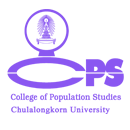 CPS
College of Population Studies
Chulalongkorn University